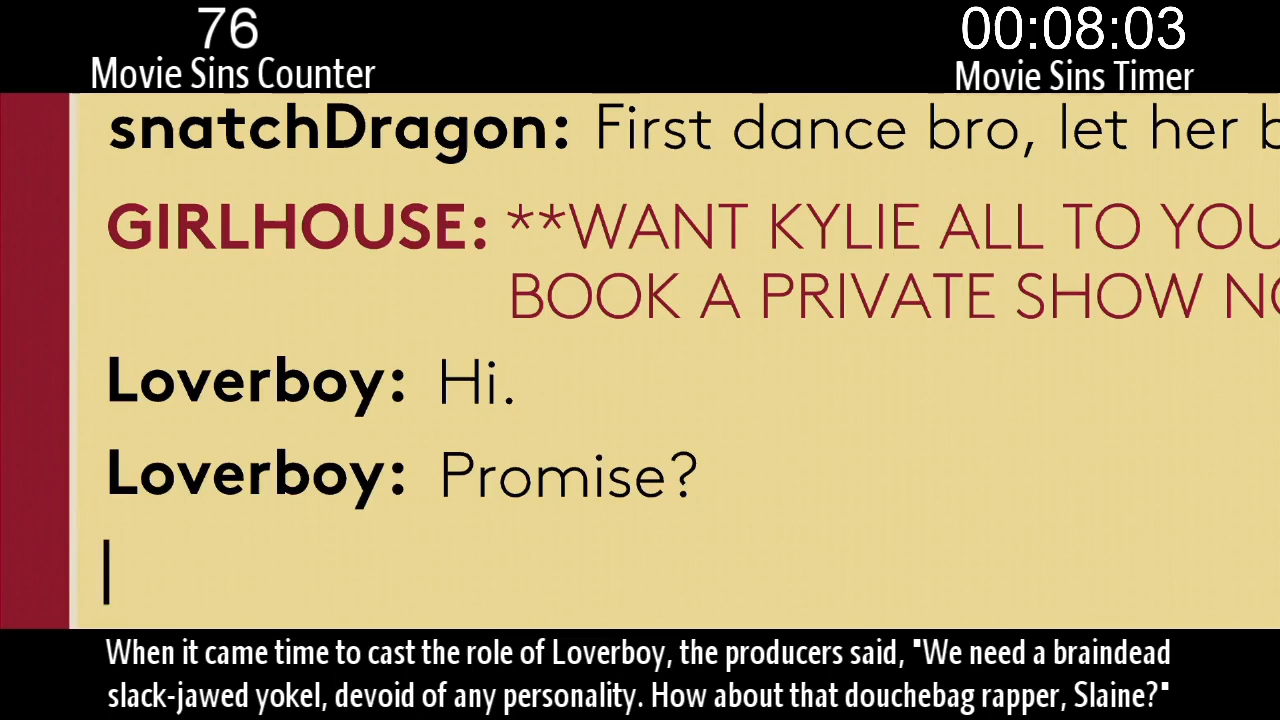 76
Movie Sins Counter
00:08:03
Movie Sins Timer
snatchDragon: First dance bro, let her b
GIRLHOUSE: **WANT KYLIE ALL TO YOU
BOOK A PRIVATE SHOW NO
Loverboy: Hi.
Loverboy: Promise?
When it came time to cast the role of Loverboy, the producers said, "We need a braindead
slack-jawed yokel, devoid of any personality. How about that douchebag rapper, Slaine?"